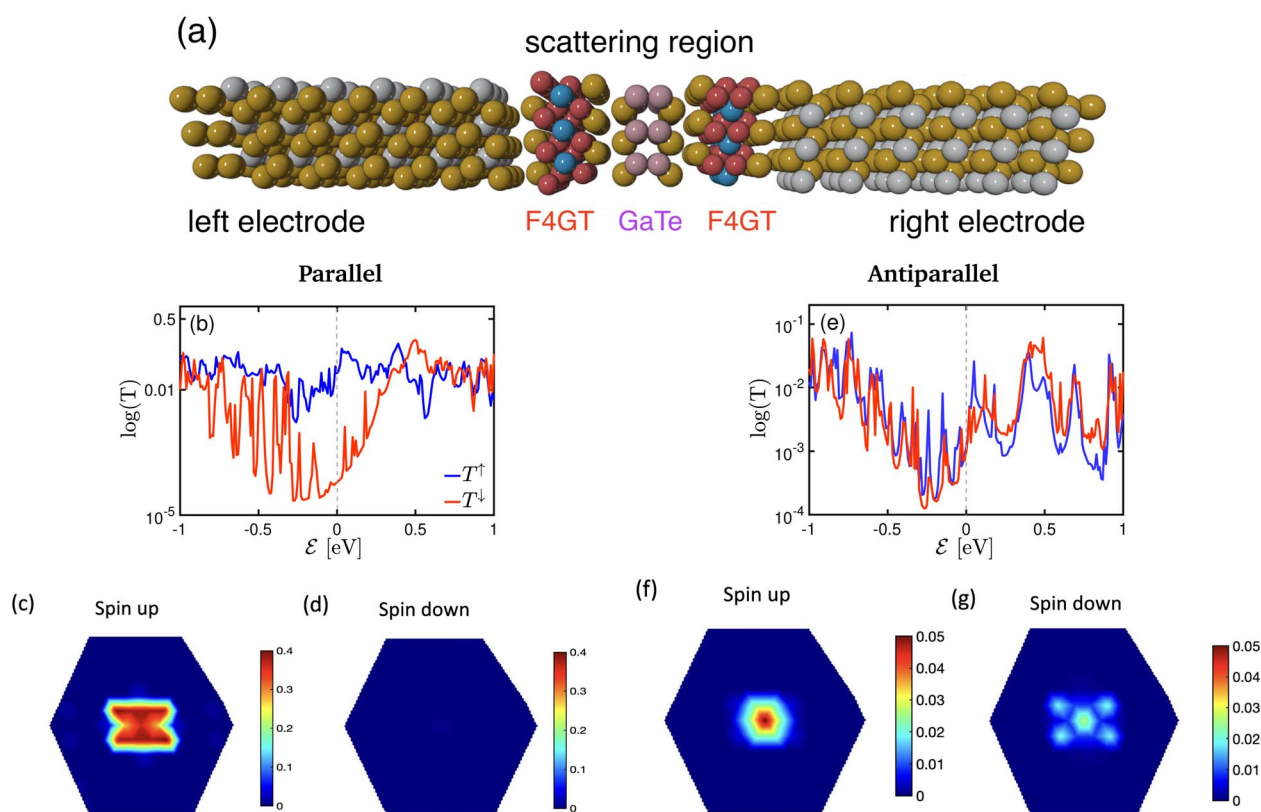 (a)
scattering region
left electrode F4GT GaTe F4GT right electrode
Parallel
Antiparallel
(b)
log(T)
0.5
0.01
10⁻⁵
-1 -0.5 0 0.5 1
ℰ [eV]
T↑
T↓
(e)
log(T)
10⁻¹
10⁻²
10⁻³
10⁻⁴
-1 -0.5 0 0.5 1
ℰ [eV]
(c)
Spin up
0.4
0.3
0.2
0.1
0
(d)
Spin down
0.4
0.3
0.2
0.1
0
(f)
Spin up
0.05
0.04
0.03
0.02
0.01
0
(g)
Spin down
0.05
0.04
0.03
0.02
0.01
0